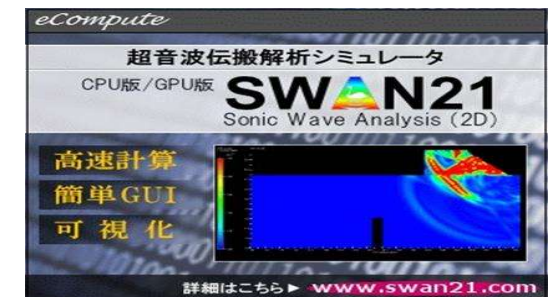 eCompute
超音波伝搬解析シミュレータ
CPU版/GPU版
SWAN21
Sonic Wave Analysis (2D)
高速計算
簡単GUI
可視化
詳細はこちら► www.swan21.com